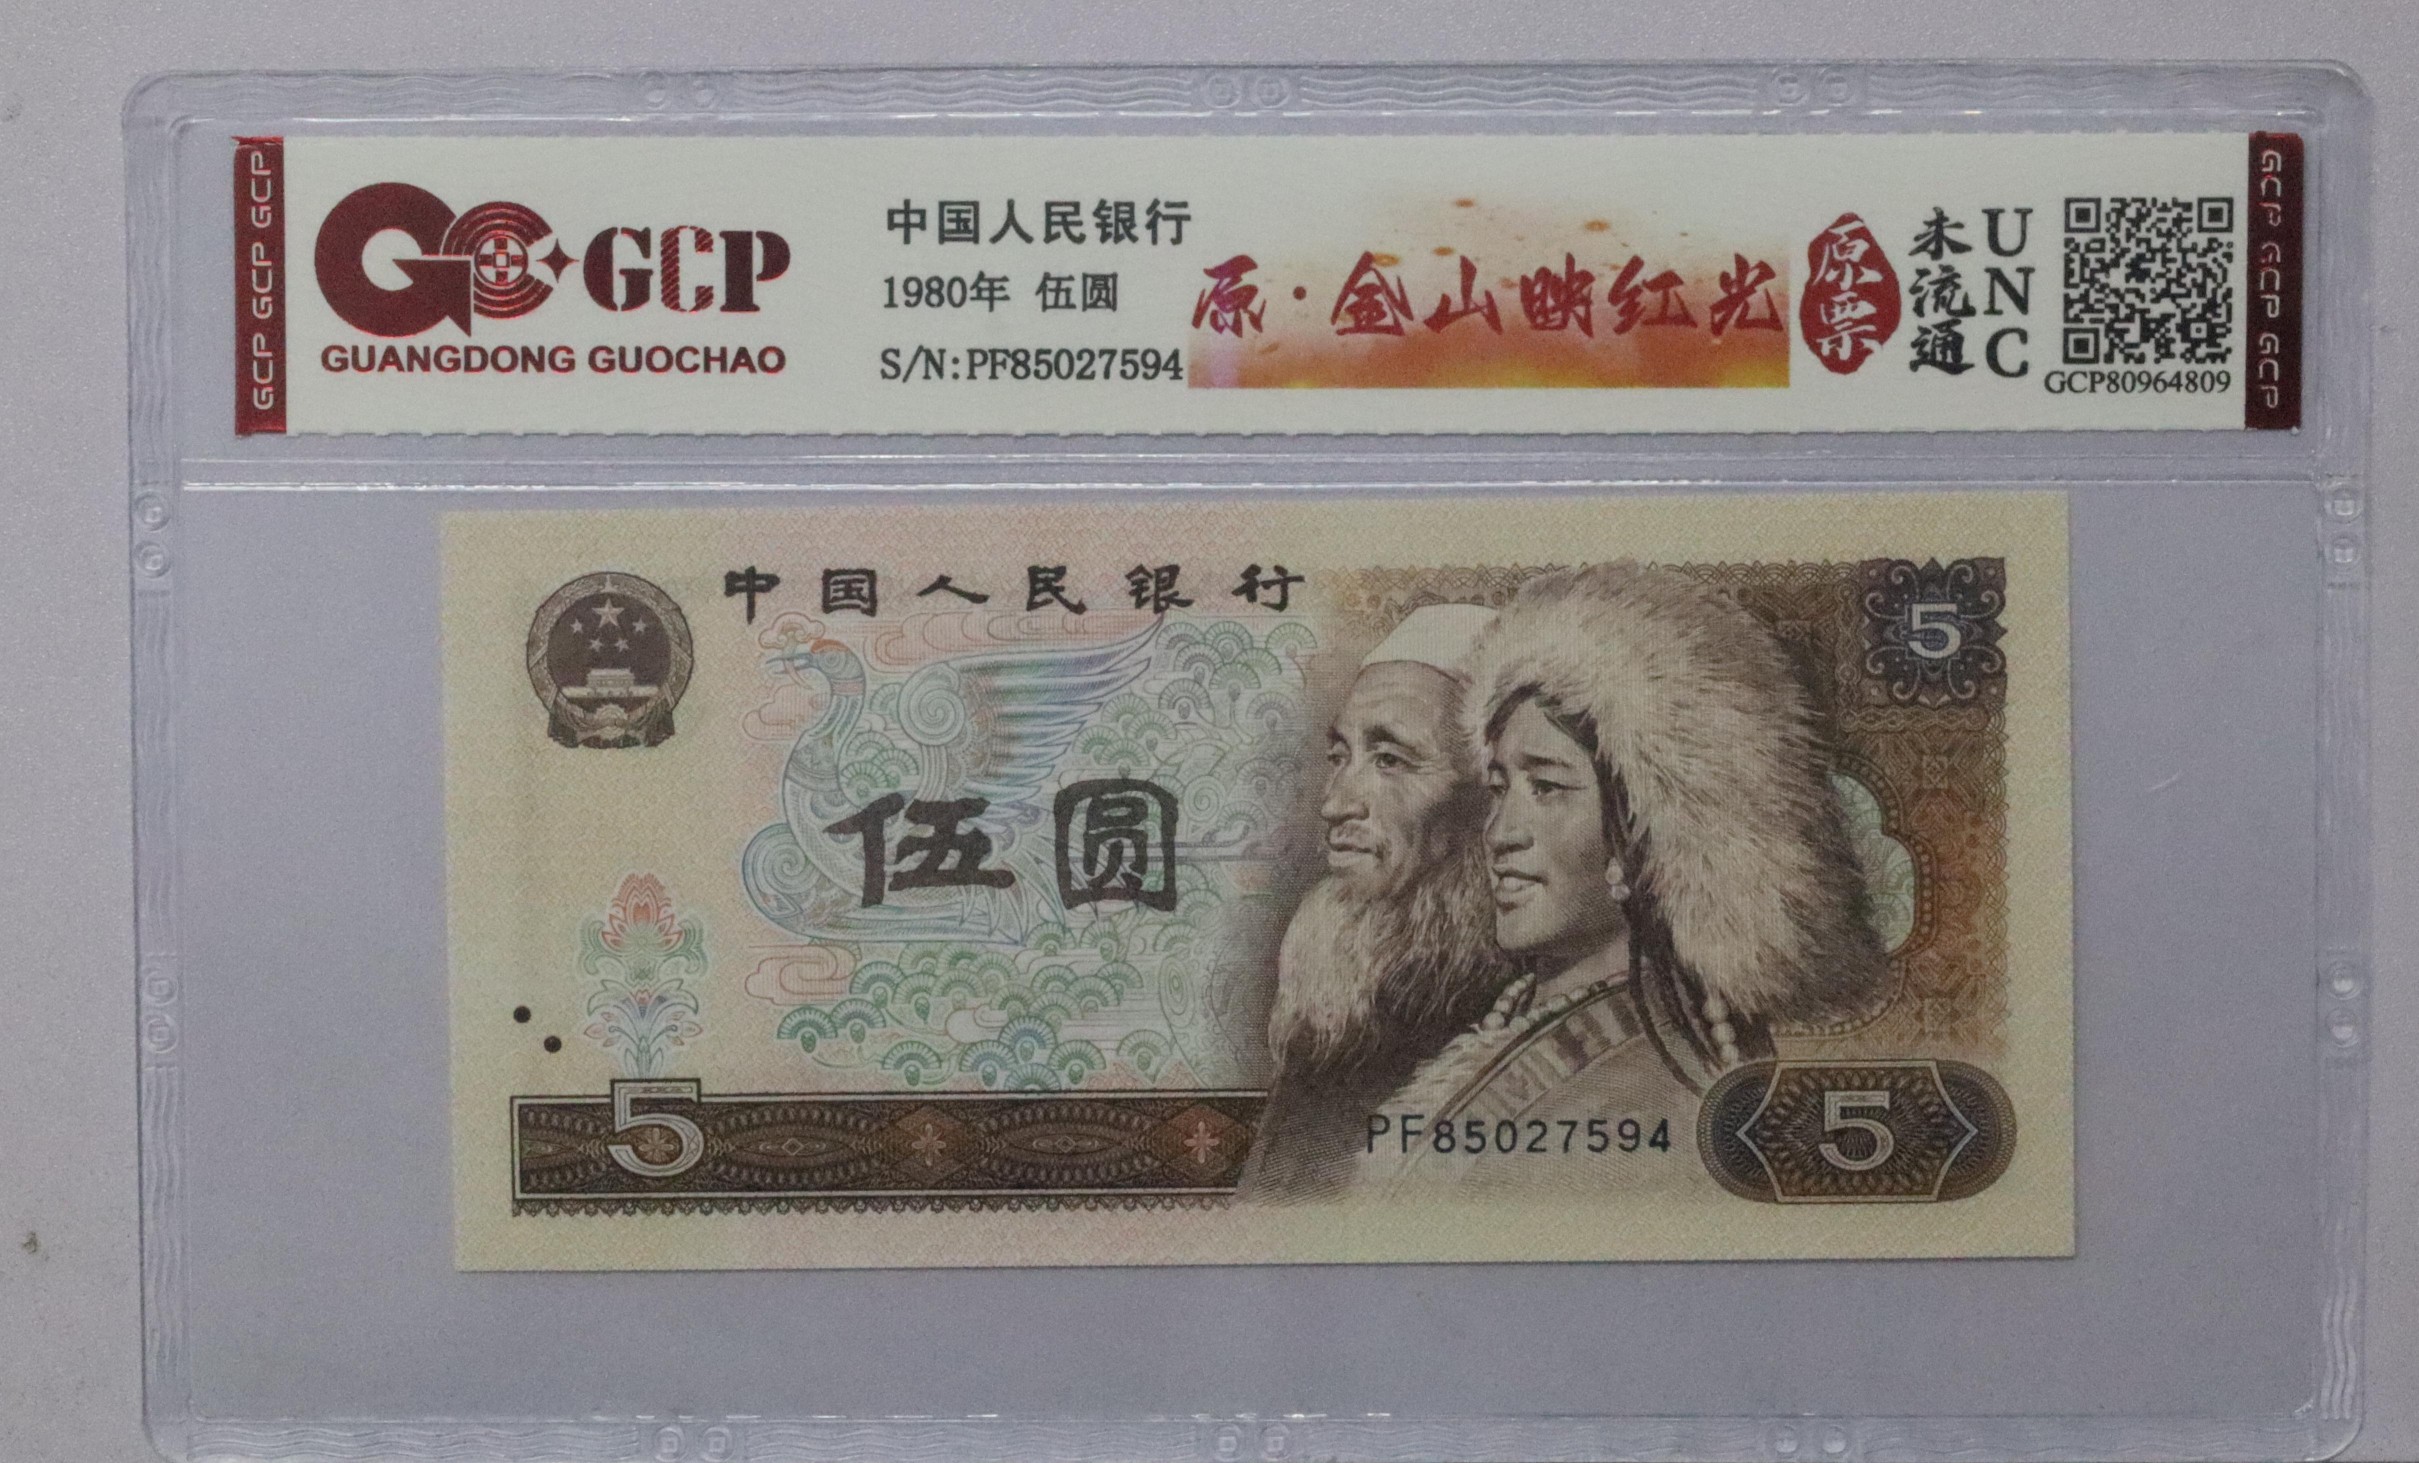 GCP GCP GCP
GCP
GUANGDONG GUOCHAO
中国人民银行
1980年 伍圆
S/N:PF85027594
原·金山映红光
原票
未流通
UNC
GCP80964809
GCP GCP GCP
中国人民银行
5
伍圆
5
PF85027594
5